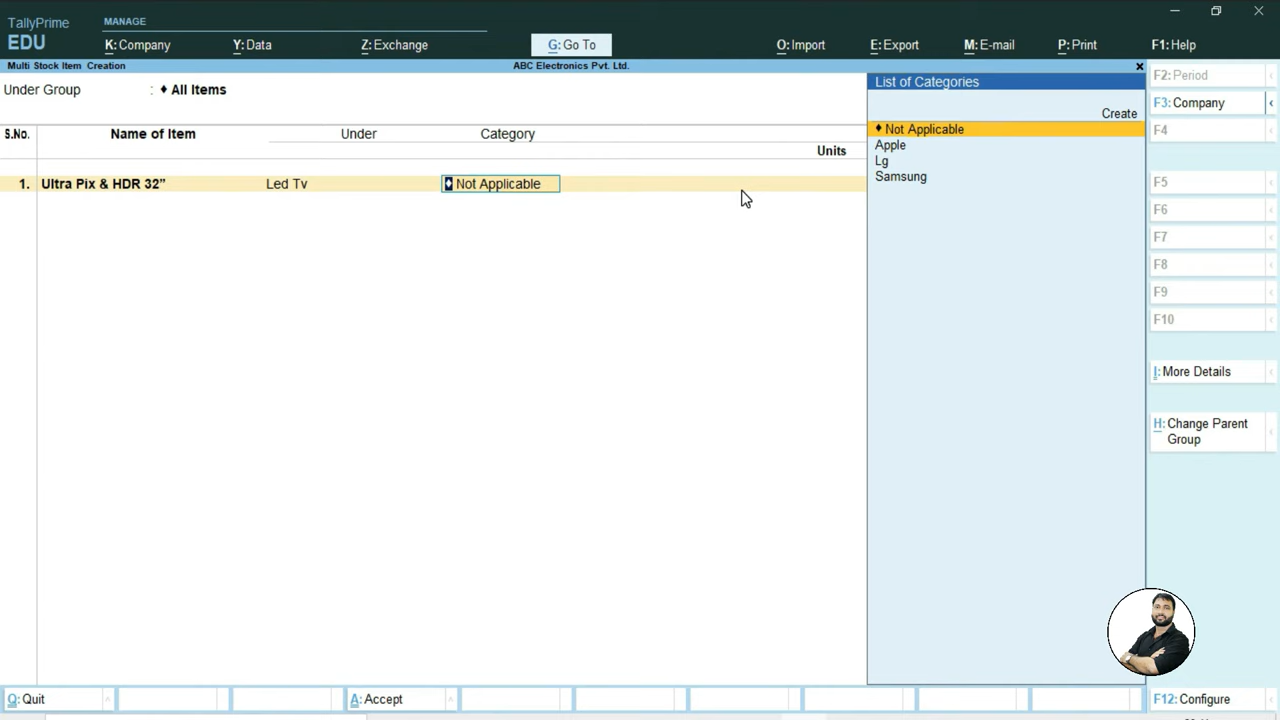 TallyPrime
EDU
MANAGE
K: Company
Y: Data
Z: Exchange
G: Go To
O: Import
E: Export
M: E-mail
P: Print
F1: Help
Multi Stock Item Creation
ABC Electronics Pvt. Ltd.
Under Group : ♦ All Items
S.No.
Name of Item
Under
Category
Units
1.
Ultra Pix & HDR 32”
Led Tv
♦ Not Applicable
List of Categories
Create
♦ Not Applicable
Apple
Lg
Samsung
F2: Period
F3: Company
F4
F5
F6
F7
F8
F9
F10
I: More Details
H: Change Parent
Group
Q: Quit
A: Accept
F12: Configure